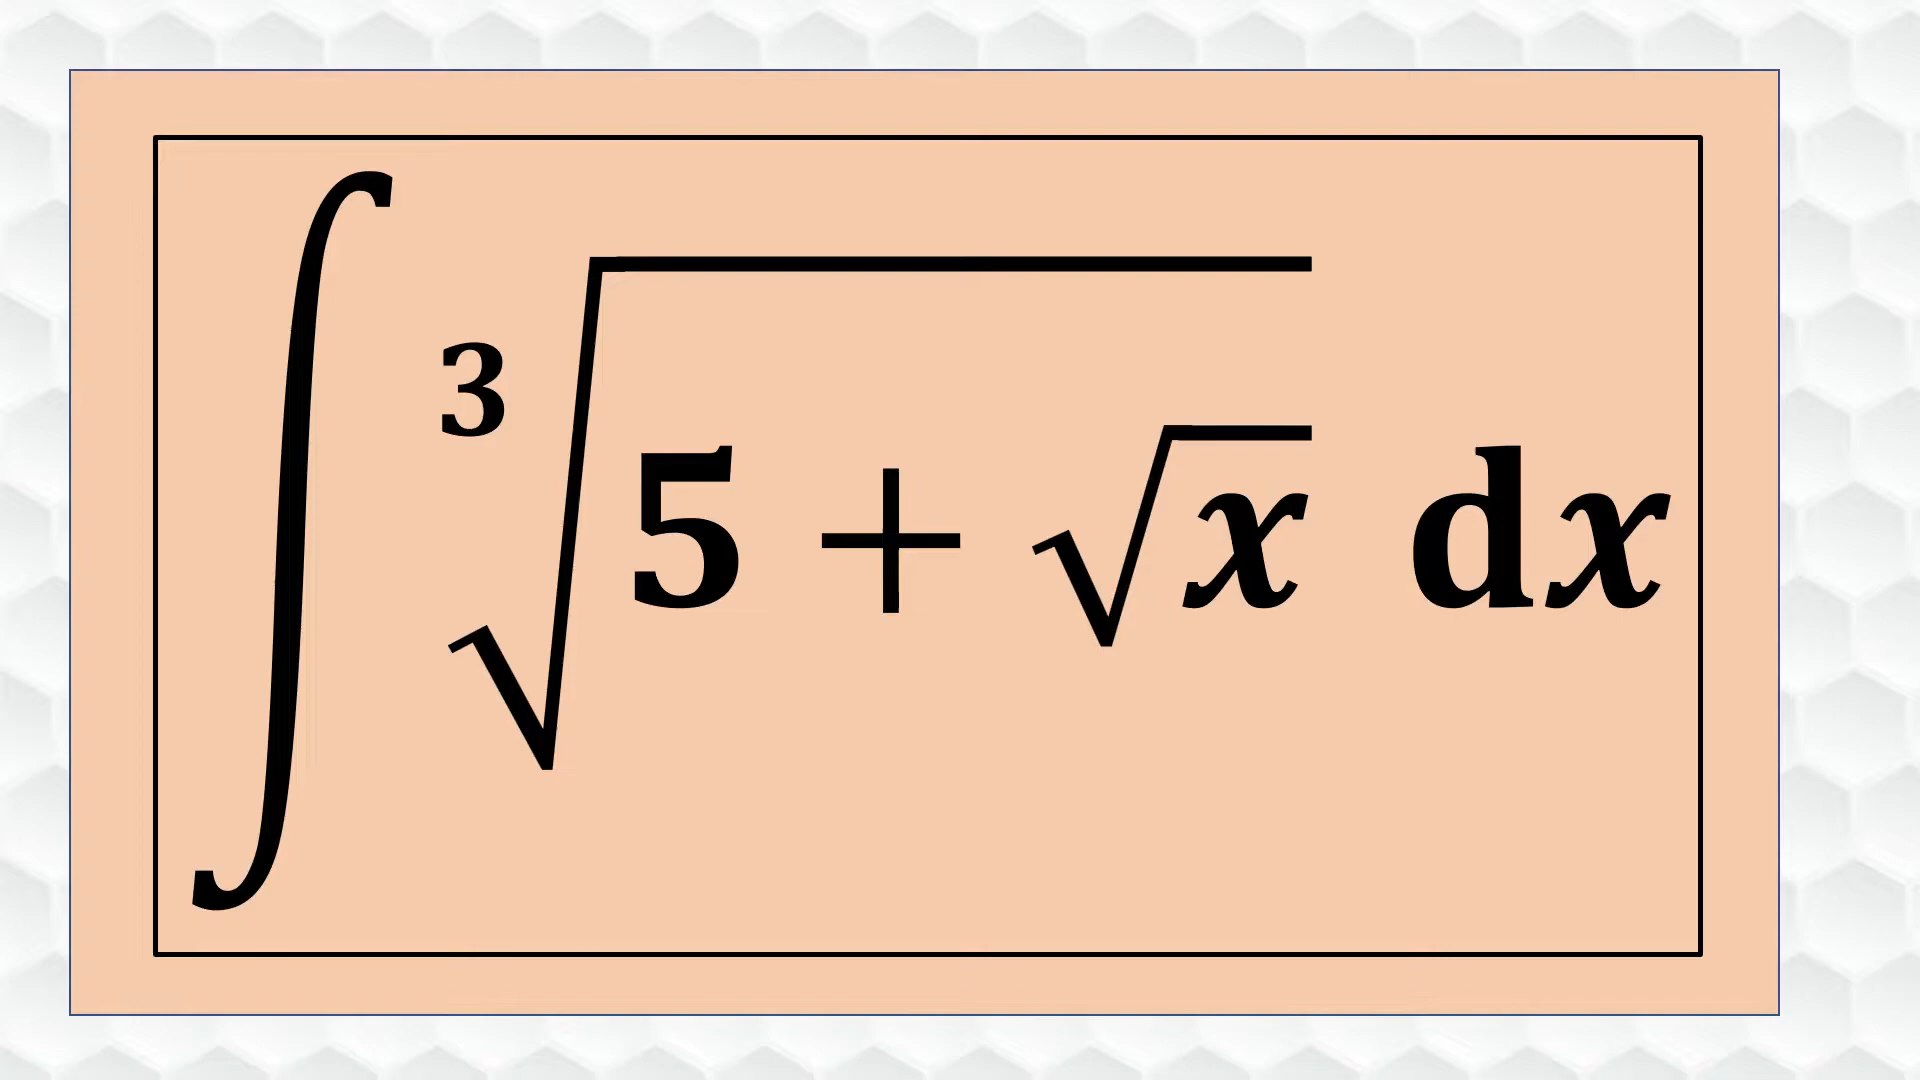 ∫ ∛(5 + √x) dx